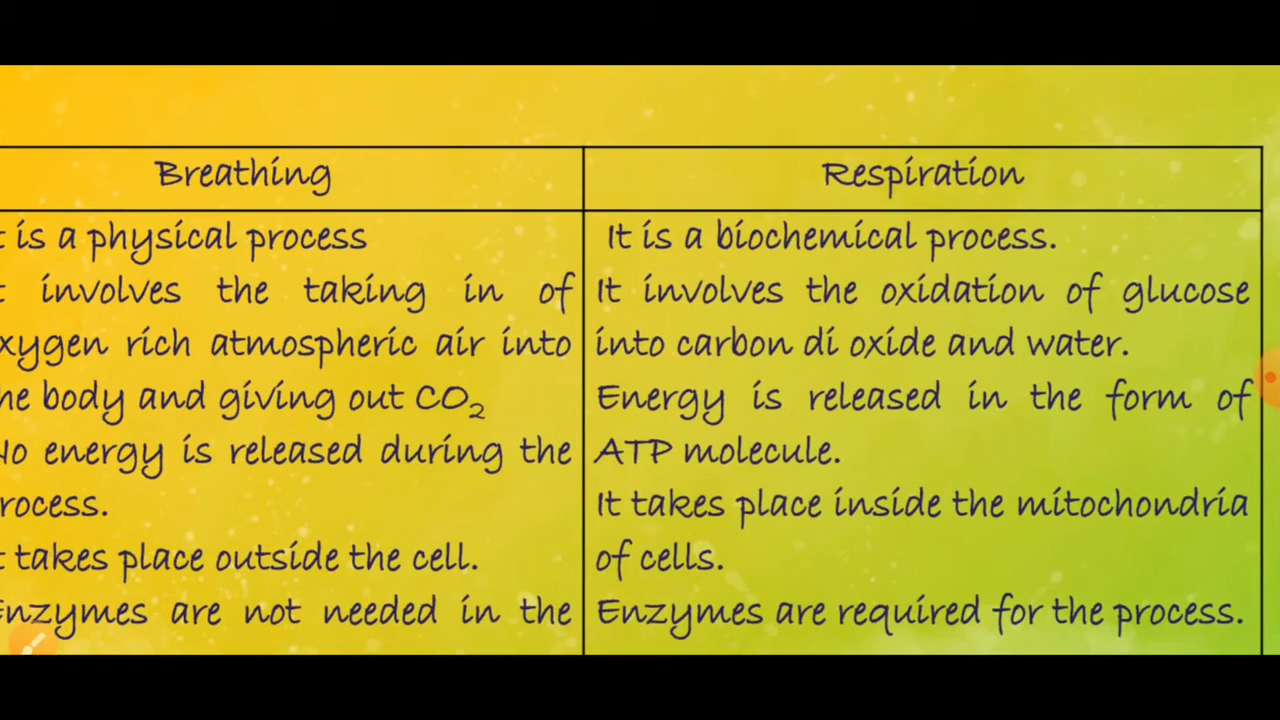 Breathing
t is a physical process
t involves the taking in of
xygen rich atmospheric air into
he body and giving out CO₂
No energy is released during the
rocess.
t takes place outside the cell.
Enzymes are not needed in the
Respiration
It is a biochemical process.
It involves the oxidation of glucose
into carbon di oxide and water.
Energy is released in the form of
ATP molecule.
It takes place inside the mitochondria
of cells.
Enzymes are required for the process.